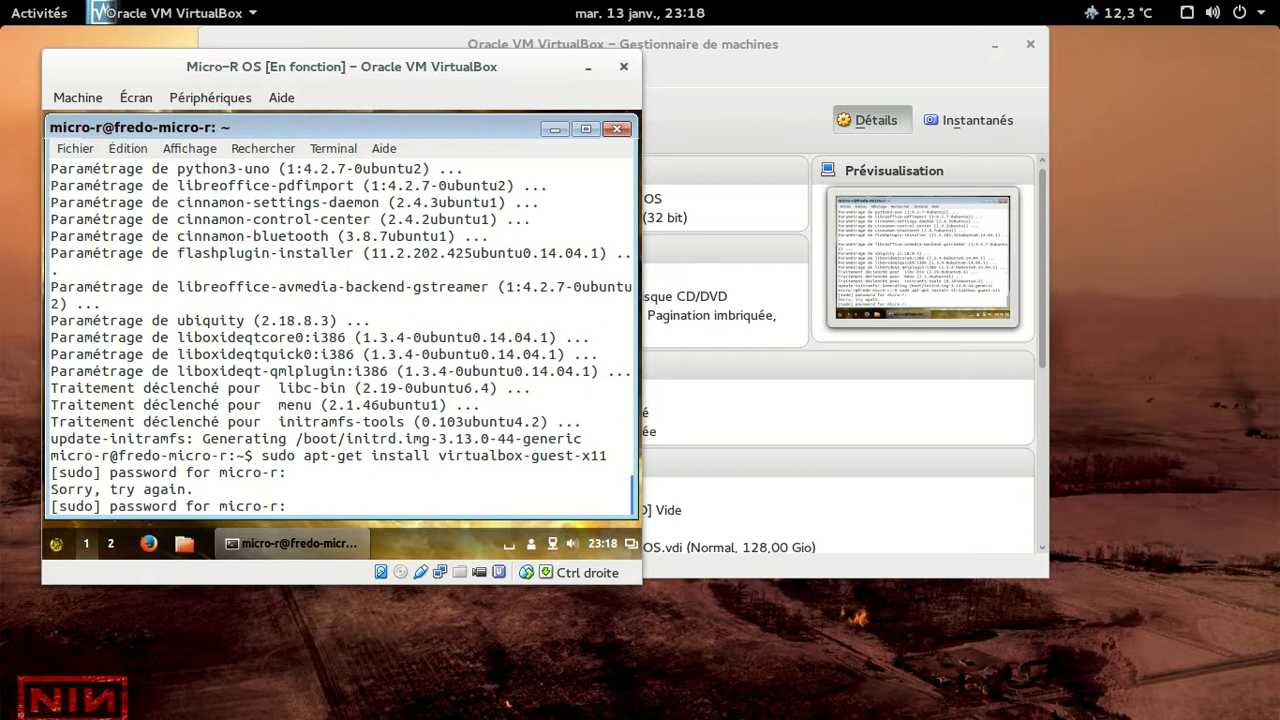 Activités
Oracle VM VirtualBox
mar. 13 janv., 23:18
12,3 °C
Oracle VM VirtualBox – Gestionnaire de machines
Micro-R OS [En fonction] – Oracle VM VirtualBox
Machine Écran Périphériques Aide
Détails
Instantanés
micro-r@fredo-micro-r: ~
Fichier Édition Affichage Rechercher Terminal Aide
Paramétrage de python3-uno (1:4.2.7-0ubuntu2) ...
Paramétrage de libreoffice-pdfimport (1:4.2.7-0ubuntu2) ...
Paramétrage de cinnamon-settings-daemon (2.4.3ubuntu1) ...
Paramétrage de cinnamon-control-center (2.4.2ubuntu1) ...
Paramétrage de cinnamon-bluetooth (3.8.7ubuntu1) ...
Paramétrage de flashplugin-installer (11.2.202.425ubuntu0.14.04.1) ..
.
Paramétrage de libreoffice-avmedia-backend-gstreamer (1:4.2.7-0ubuntu
2) ...
Paramétrage de ubiquity (2.18.8.3) ...
Paramétrage de liboxideqtcore0:i386 (1.3.4-0ubuntu0.14.04.1) ...
Paramétrage de liboxideqtquick0:i386 (1.3.4-0ubuntu0.14.04.1) ...
Paramétrage de liboxideqt-qmlplugin:i386 (1.3.4-0ubuntu0.14.04.1) ...
Traitement déclenché pour  libc-bin (2.19-0ubuntu6.4) ...
Traitement déclenché pour  menu (2.1.46ubuntu1) ...
Traitement déclenché pour  initramfs-tools (0.103ubuntu4.2) ...
update-initramfs: Generating /boot/initrd.img-3.13.0-44-generic
micro-r@fredo-micro-r:~$ sudo apt-get install virtualbox-guest-x11
[sudo] password for micro-r:
Sorry, try again.
[sudo] password for micro-r:
1 2
micro-r@fredo-micr...
23:18
Ctrl droite
Prévisualisation
OS
(32 bit)
sque CD/DVD
Pagination imbriquée,
é
ée
] Vide
OS.vdi (Normal, 128,00 Gio)
NIN